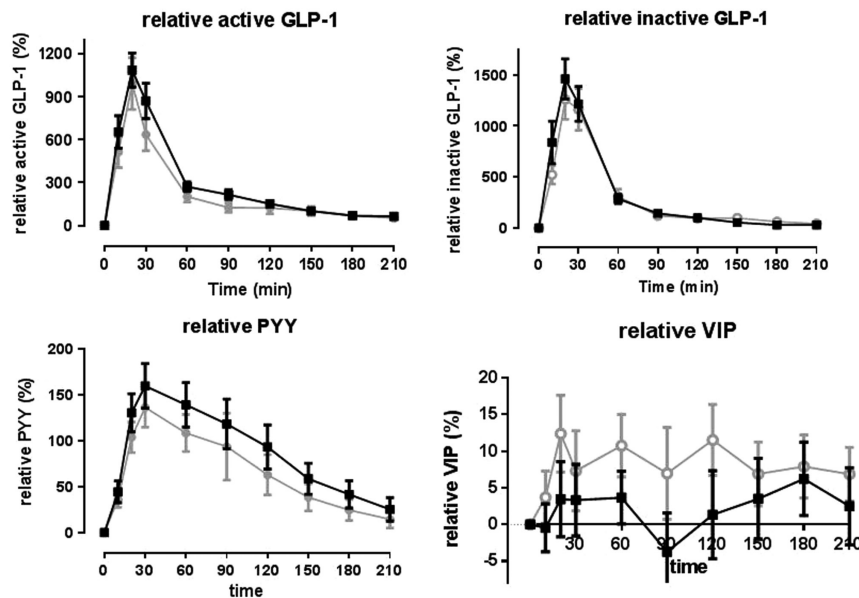 relative active GLP-1
relative active GLP-1 (%)
1200
900
600
300
0
0 30 60 90 120 150 180 210
Time (min)
relative inactive GLP-1
relative inactive GLP-1 (%)
1500
1000
500
0
0 30 60 90 120 150 180 210
Time (min)
relative PYY
relative PYY (%)
200
150
100
50
0
0 30 60 90 120 150 180 210
time
relative VIP
relative VIP (%)
20
15
10
5
0
-5
30 60 90 120 150 180 210
time